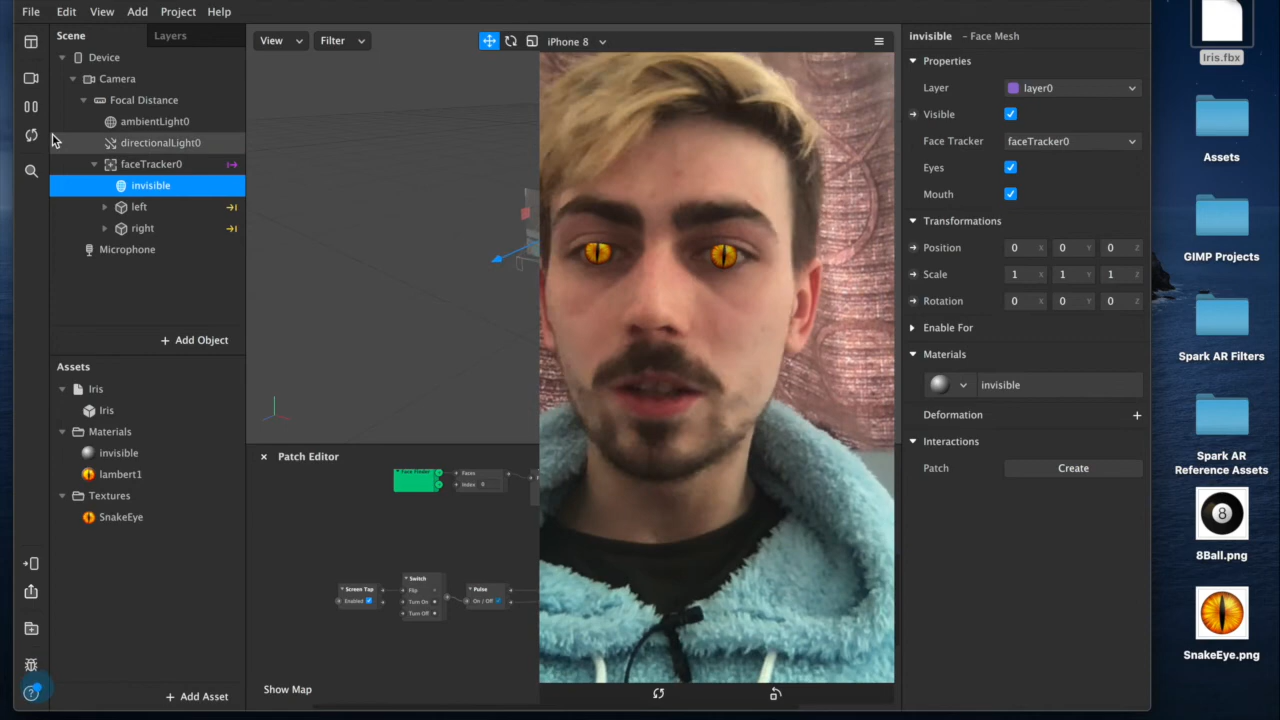 File Edit View Add Project Help
Scene Layers
Device
Camera
Focal Distance
ambientLight0
directionalLight0
faceTracker0
invisible
left
right
Microphone
+ Add Object
Assets
Iris
Iris
Materials
invisible
lambert1
Textures
SnakeEye
+ Add Asset
View Filter
iPhone 8
Patch Editor
Face Finder
Faces
Index 0
Screen Tap
Enabled
Switch
Flip
Turn On
Turn Off
Pulse
On / Off
Show Map
invisible - Face Mesh
Properties
Layer layer0
Visible
Face Tracker faceTracker0
Eyes
Mouth
Transformations
Position 0 X 0 Y 0 Z
Scale 1 X 1 Y 1 Z
Rotation 0 X 0 Y 0 Z
Enable For
Materials
invisible
Deformation +
Interactions
Patch Create
Iris.fbx
Assets
GIMP Projects
Spark AR Filters
Spark AR
Reference Assets
8
8Ball.png
SnakeEye.png